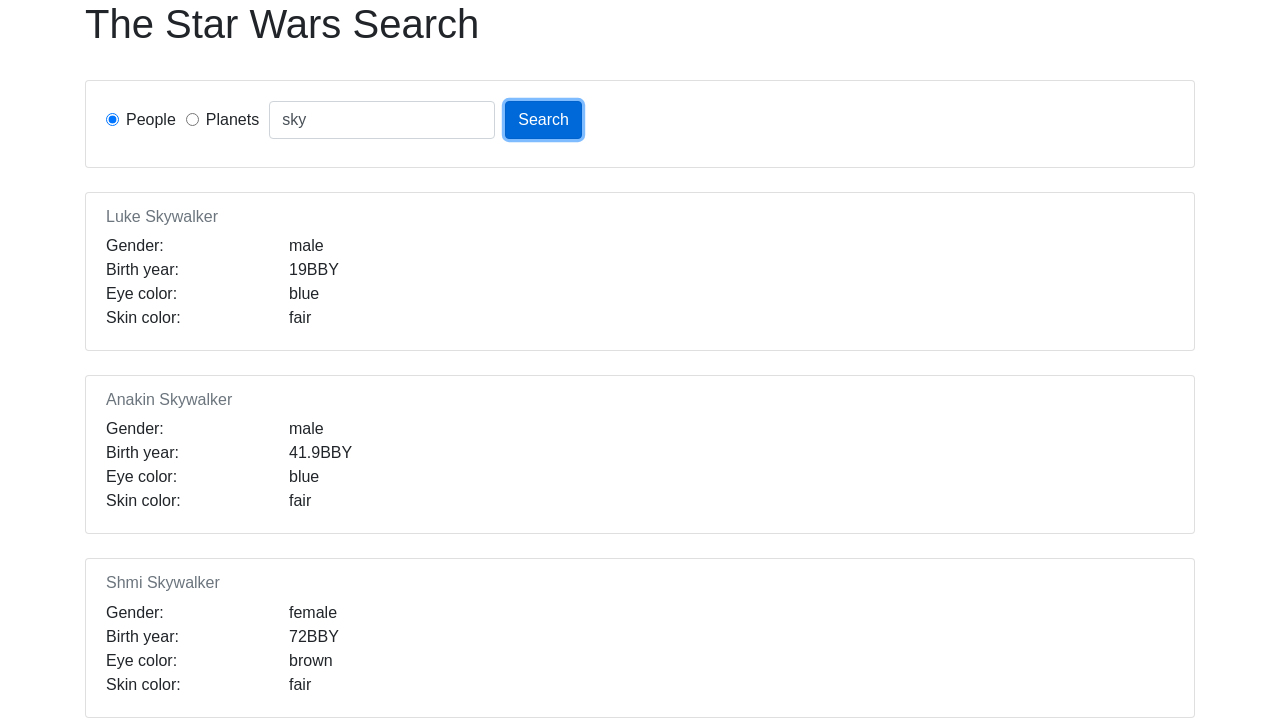 The Star Wars Search
People Planets sky Search
Luke Skywalker
Gender: male
Birth year: 19BBY
Eye color: blue
Skin color: fair
Anakin Skywalker
Gender: male
Birth year: 41.9BBY
Eye color: blue
Skin color: fair
Shmi Skywalker
Gender: female
Birth year: 72BBY
Eye color: brown
Skin color: fair